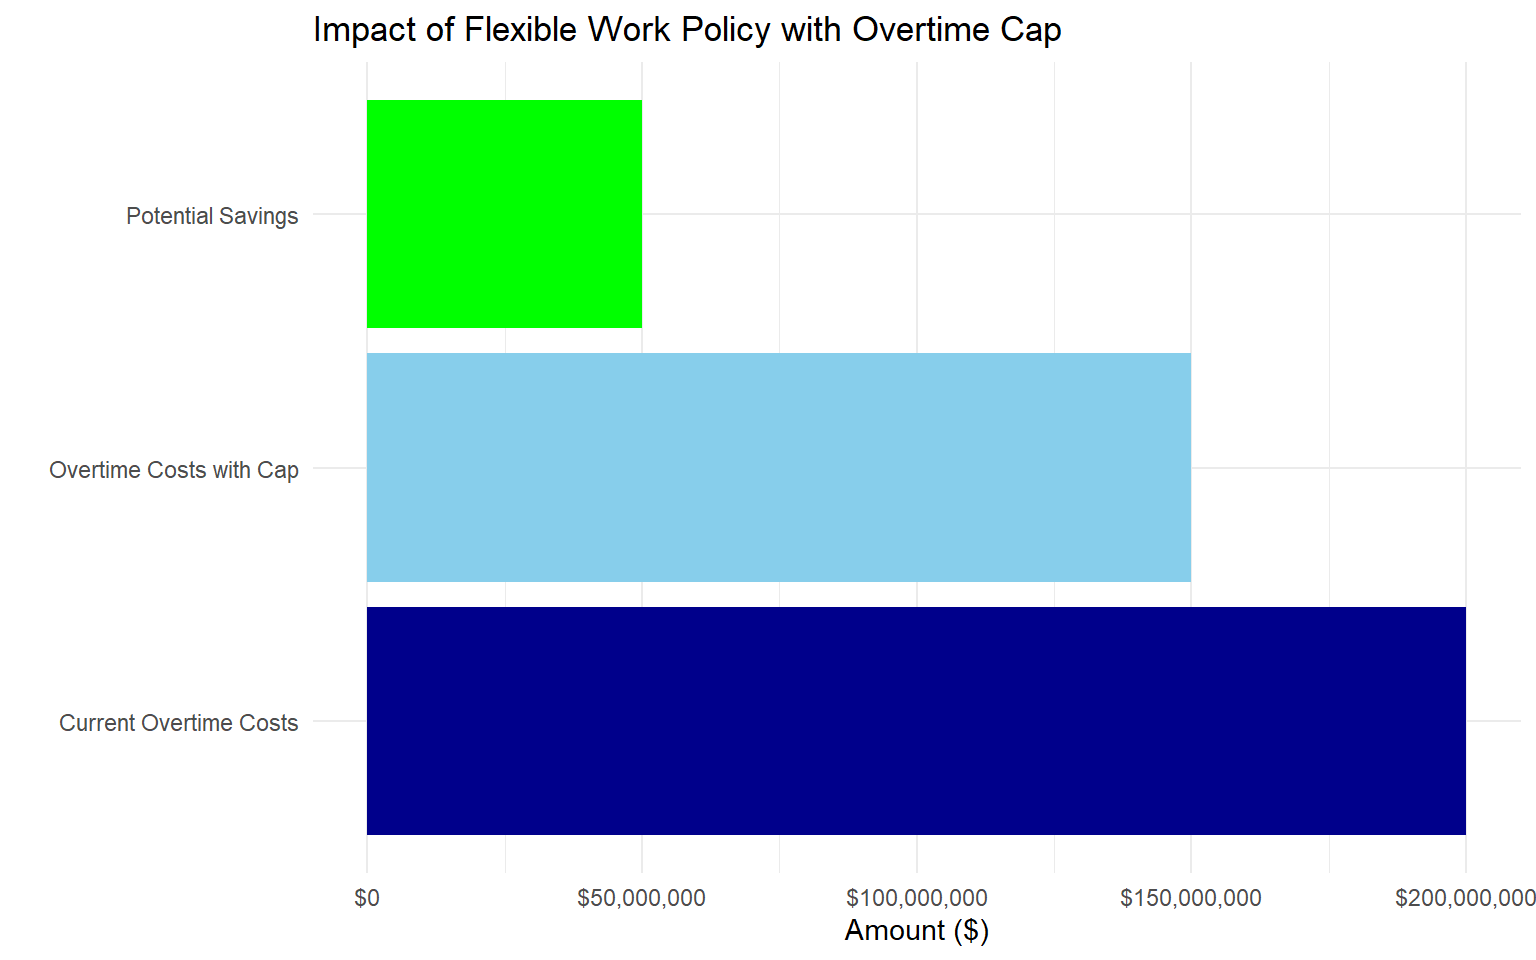 Impact of Flexible Work Policy with Overtime Cap
Potential Savings
Overtime Costs with Cap
Current Overtime Costs
$0 $50,000,000 $100,000,000 $150,000,000 $200,000,000
Amount ($)